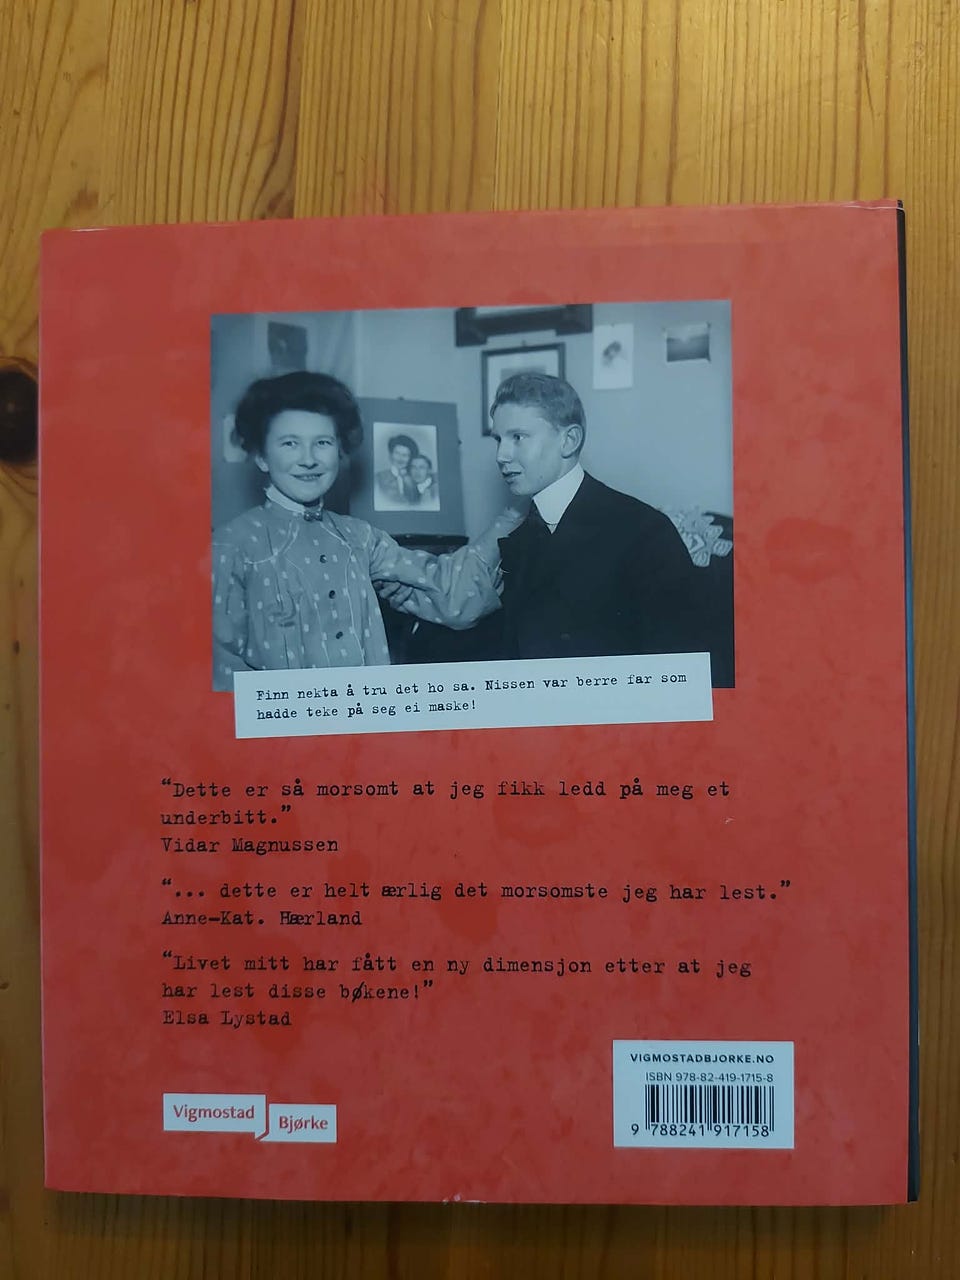 Finn nekta å tru det ho sa. Nissen var berre far som
hadde teke på seg ei maske!
“Dette er så morsomt at jeg fikk ledd på meg et
underbitt.”
Vidar Magnussen
“... dette er helt ærlig det morsomste jeg har lest.”
Anne-Kat. Hærland
“Livet mitt har fått en ny dimensjon etter at jeg
har lest disse bøkene!”
Elsa Lystad
Vigmostad
Bjørke
VIGMOSTADBJORKE.NO
ISBN 978-82-419-1715-8
9 788241 917158